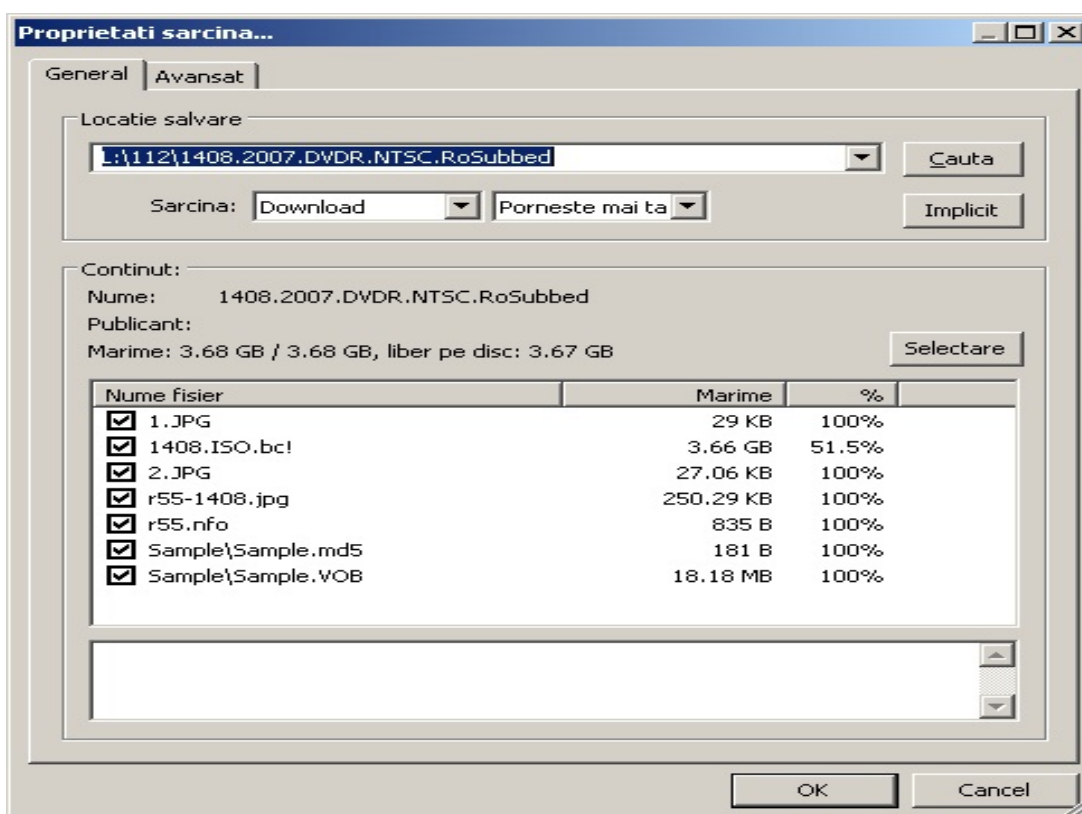 Proprietati sarcina...
General Avansat
Locatie salvare
L:\112\1408.2007.DVDR.NTSC.RoSubbed Cauta
Sarcina: Download Porneste mai ta Implicit
Continut:
Nume: 1408.2007.DVDR.NTSC.RoSubbed
Publicant:
Marime: 3.68 GB / 3.68 GB, liber pe disc: 3.67 GB Selectare
Nume fisier Marime %
1.JPG 29 KB 100%
1408.ISO.bc! 3.66 GB 51.5%
2.JPG 27.06 KB 100%
r55-1408.jpg 250.29 KB 100%
r55.nfo 835 B 100%
Sample\Sample.md5 181 B 100%
Sample\Sample.VOB 18.18 MB 100%
OK Cancel